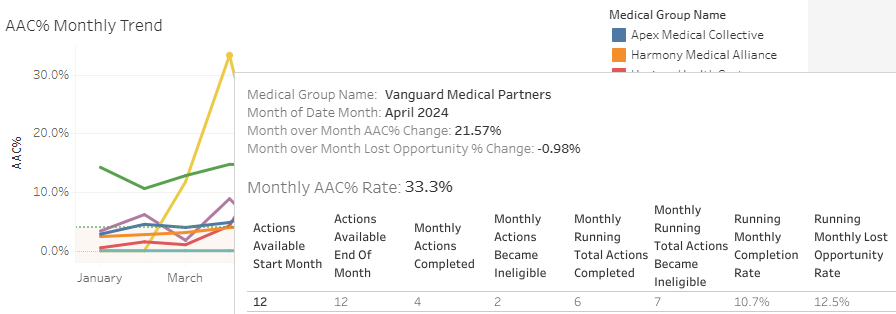 AAC% Monthly Trend
Medical Group Name
Apex Medical Collective
Harmony Medical Alliance
30.0%
20.0%
10.0%
0.0%
AAC%
January
March
Medical Group Name: Vanguard Medical Partners
Month of Date Month: April 2024
Month over Month AAC% Change: 21.57%
Month over Month Lost Opportunity % Change: -0.98%
Monthly AAC% Rate: 33.3%
Actions
Available
Start Month
Actions
Available
End Of
Month
Monthly
Actions
Completed
Monthly
Actions
Became
Ineligible
Monthly
Running
Total Actions
Completed
Monthly
Running
Total Actions
Became
Ineligible
Running
Monthly
Completion
Rate
Running
Monthly Lost
Opportunity
Rate
12
12
4
2
6
7
10.7%
12.5%